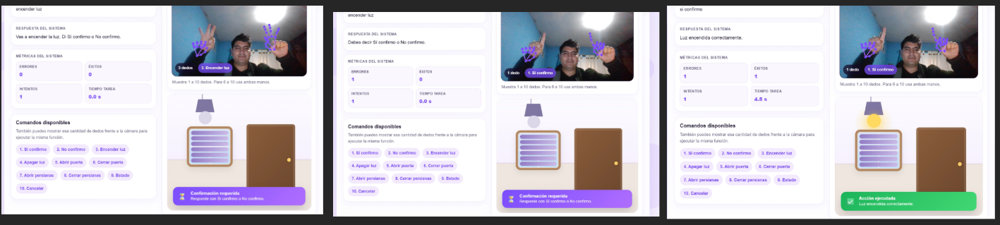 encender luz
RESPUESTA DEL SISTEMA
Vas a encender la luz. Di Sí confirmo o No confirmo.
MÉTRICAS DEL SISTEMA
ERRORES
0
ÉXITOS
0
INTENTOS
1
TIEMPO TAREA
0.0 s
Comandos disponibles
También puedes mostrar esa cantidad de dedos frente a la cámara para
ejecutar la misma función.
1. Sí confirmo 2. No confirmo 3. Encender luz
4. Apagar luz 5. Abrir puerta 6. Cerrar puerta
7. Abrir persianas 8. Cerrar persianas 9. Estado
10. Cancelar
3 dedos 3. Encender luz
Muestra 1 a 10 dedos. Para 6 a 10 usa ambas manos.
Confirmación requerida
Responde con Sí confirmo o No confirmo.
encender luz
RESPUESTA DEL SISTEMA
Debes decir Sí confirmo o No confirmo.
MÉTRICAS DEL SISTEMA
ERRORES
1
ÉXITOS
0
INTENTOS
1
TIEMPO TAREA
0.0 s
Comandos disponibles
También puedes mostrar esa cantidad de dedos frente a la cámara para
ejecutar la misma función.
1. Sí confirmo 2. No confirmo 3. Encender luz
4. Apagar luz 5. Abrir puerta 6. Cerrar puerta
7. Abrir persianas 8. Cerrar persianas 9. Estado
10. Cancelar
1 dedo 1. Sí confirmo
Muestra 1 a 10 dedos. Para 6 a 10 usa ambas manos.
Confirmación requerida
Responde con Sí confirmo o No confirmo.
sí confirmo
RESPUESTA DEL SISTEMA
Luz encendida correctamente.
MÉTRICAS DEL SISTEMA
ERRORES
1
ÉXITOS
1
INTENTOS
1
TIEMPO TAREA
4.5 s
Comandos disponibles
También puedes mostrar esa cantidad de dedos frente a la cámara para
ejecutar la misma función.
1. Sí confirmo 2. No confirmo 3. Encender luz
4. Apagar luz 5. Abrir puerta 6. Cerrar puerta
7. Abrir persianas 8. Cerrar persianas 9. Estado
10. Cancelar
1 dedo 1. Sí confirmo
Muestra 1 a 10 dedos. Para 6 a 10 usa ambas manos.
Acción ejecutada
Luz encendida correctamente.